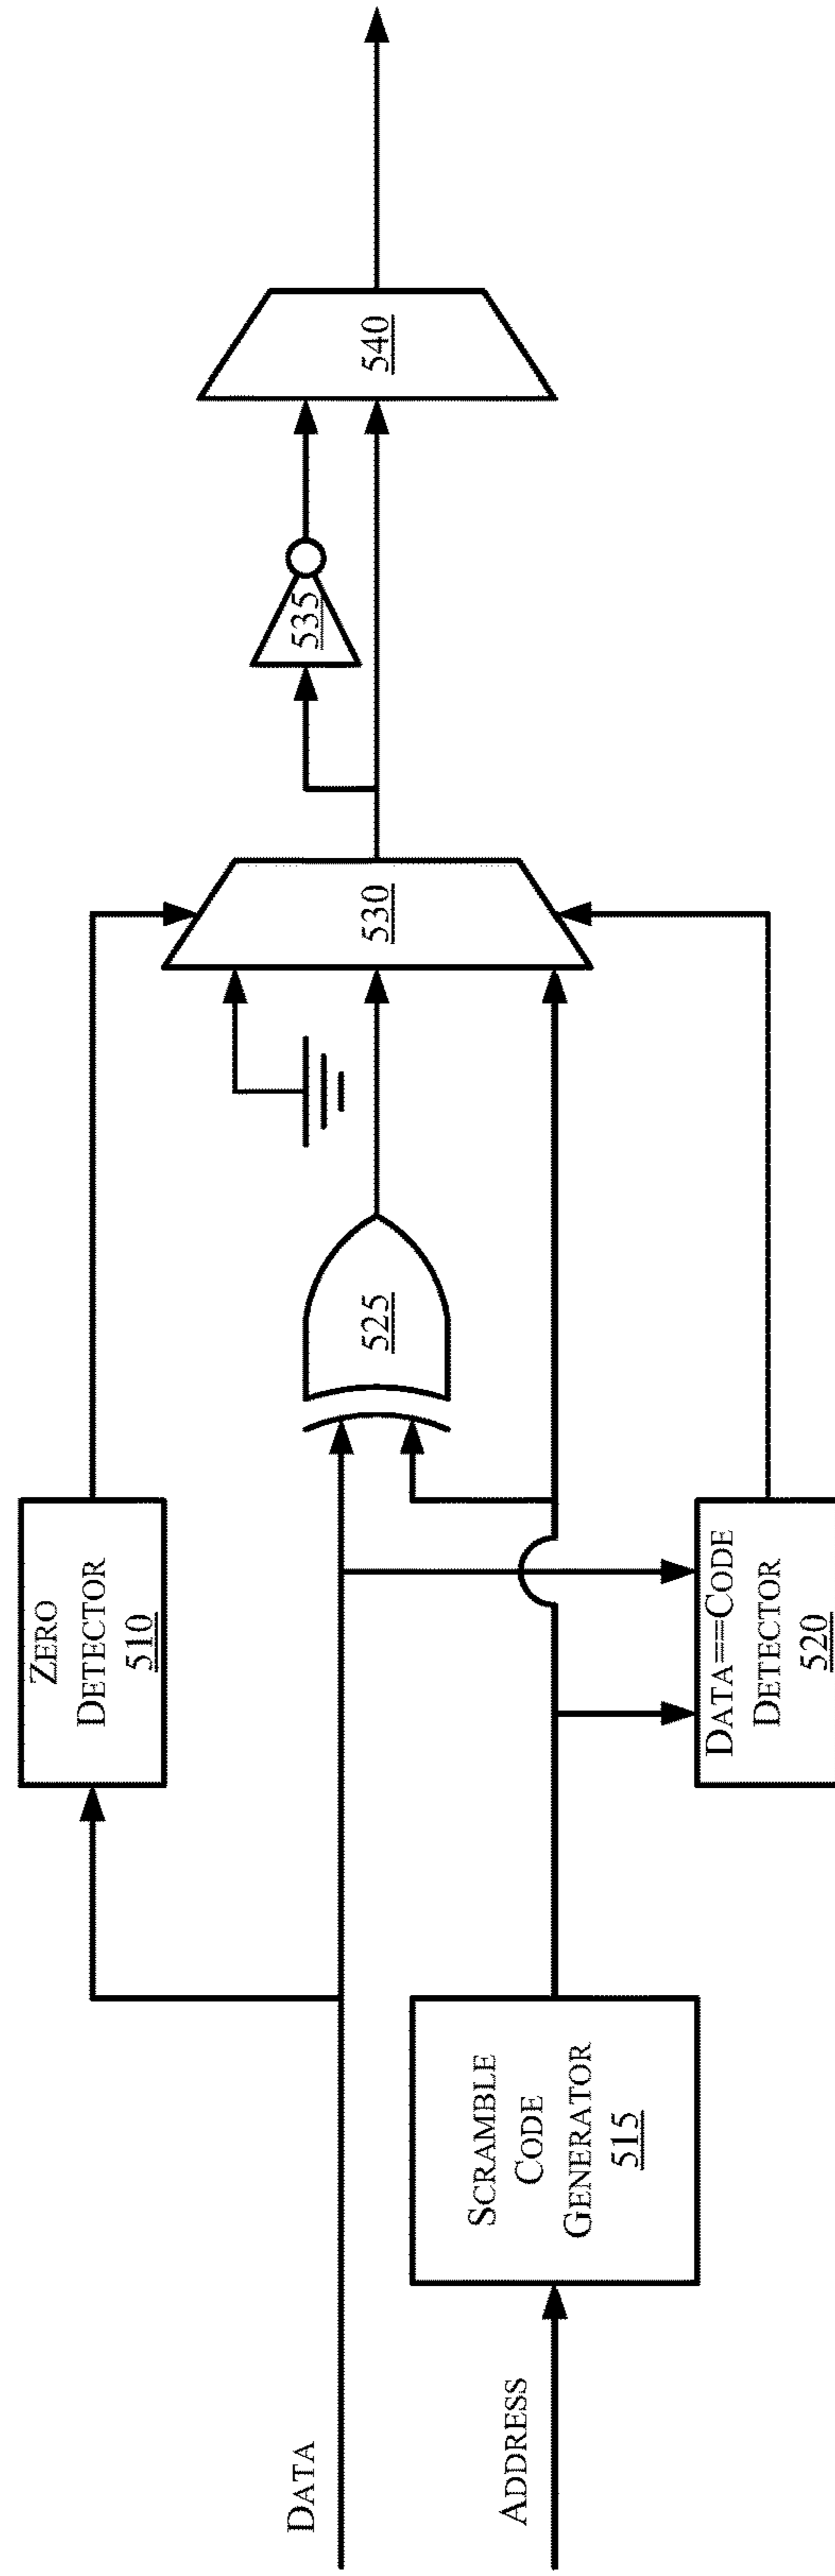 DATA
ADDRESS
SCRAMBLE
CODE
GENERATOR
515
ZERO
DETECTOR
510
DATA==CODE
DETECTOR
520
525
530
535
540